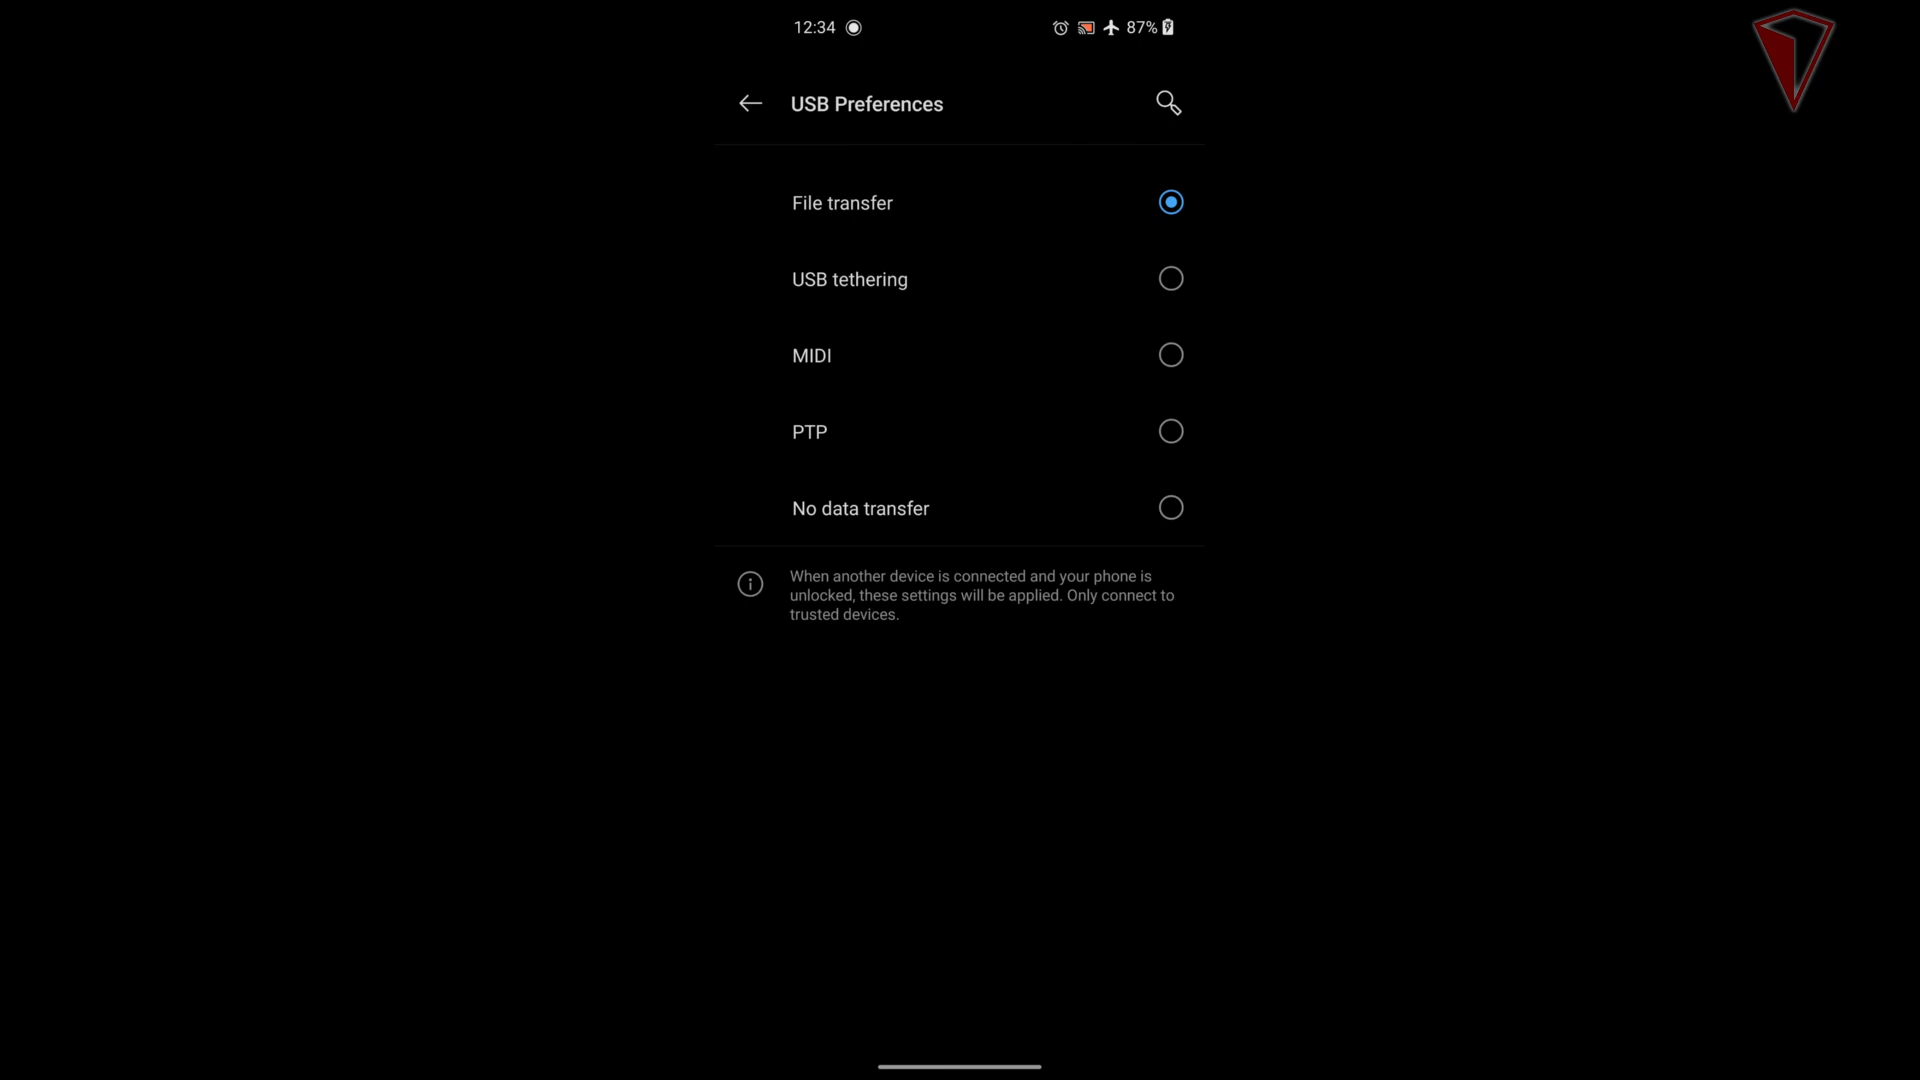 12:34 87%
USB Preferences
File transfer
USB tethering
MIDI
PTP
No data transfer
When another device is connected and your phone is
unlocked, these settings will be applied. Only connect to
trusted devices.